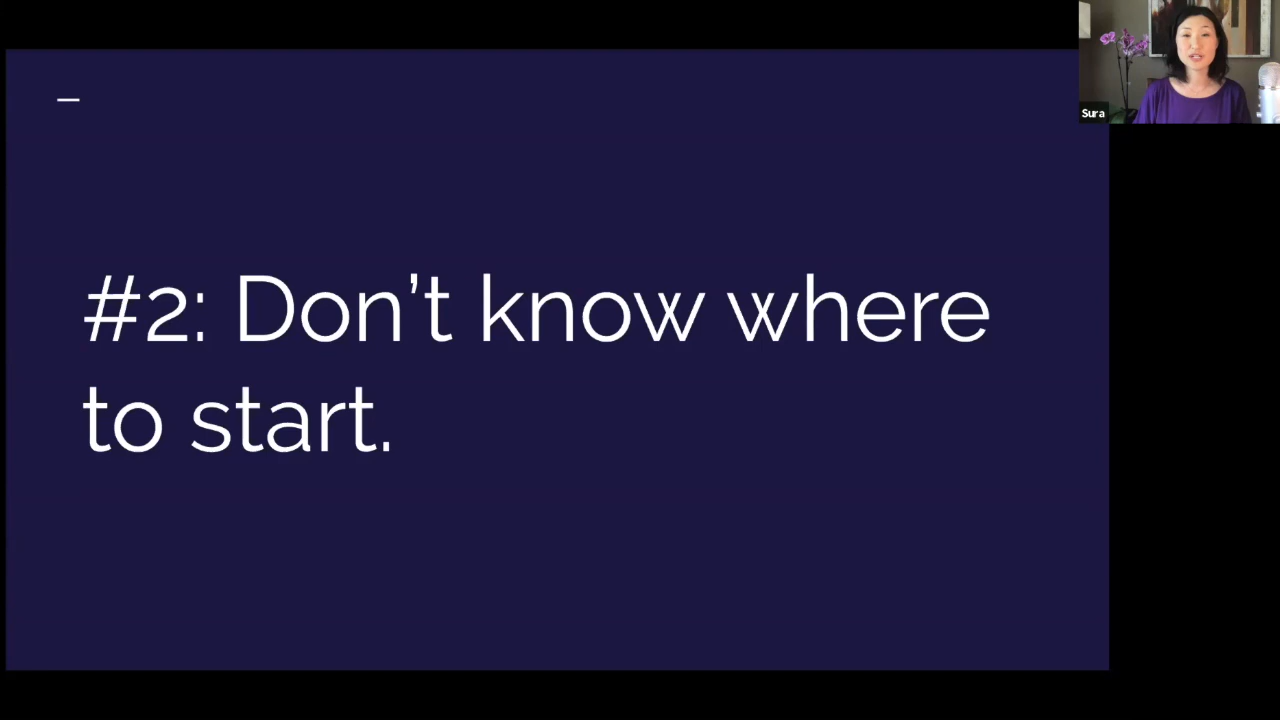 #2: Don’t know where
to start.
Sura